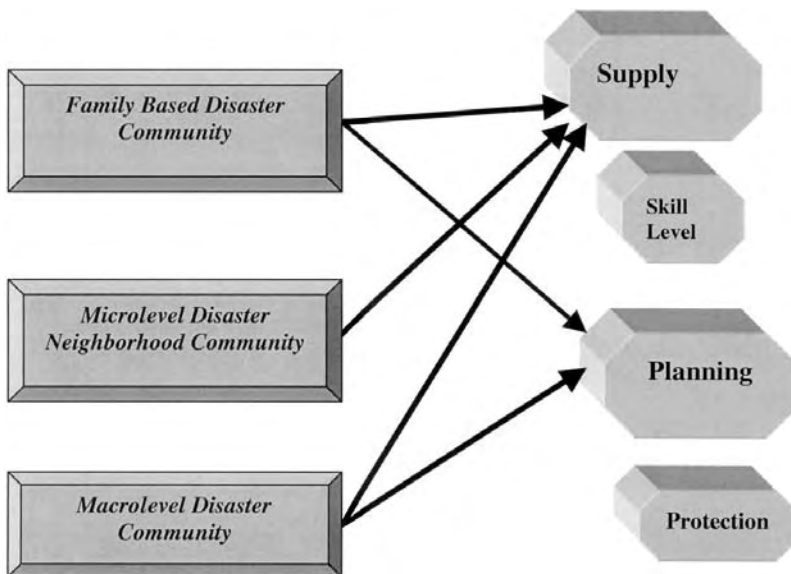 Family Based Disaster
Community
Supply
Skill
Level
Microlevel Disaster
Neighborhood Community
Planning
Macrolevel Disaster
Community
Protection